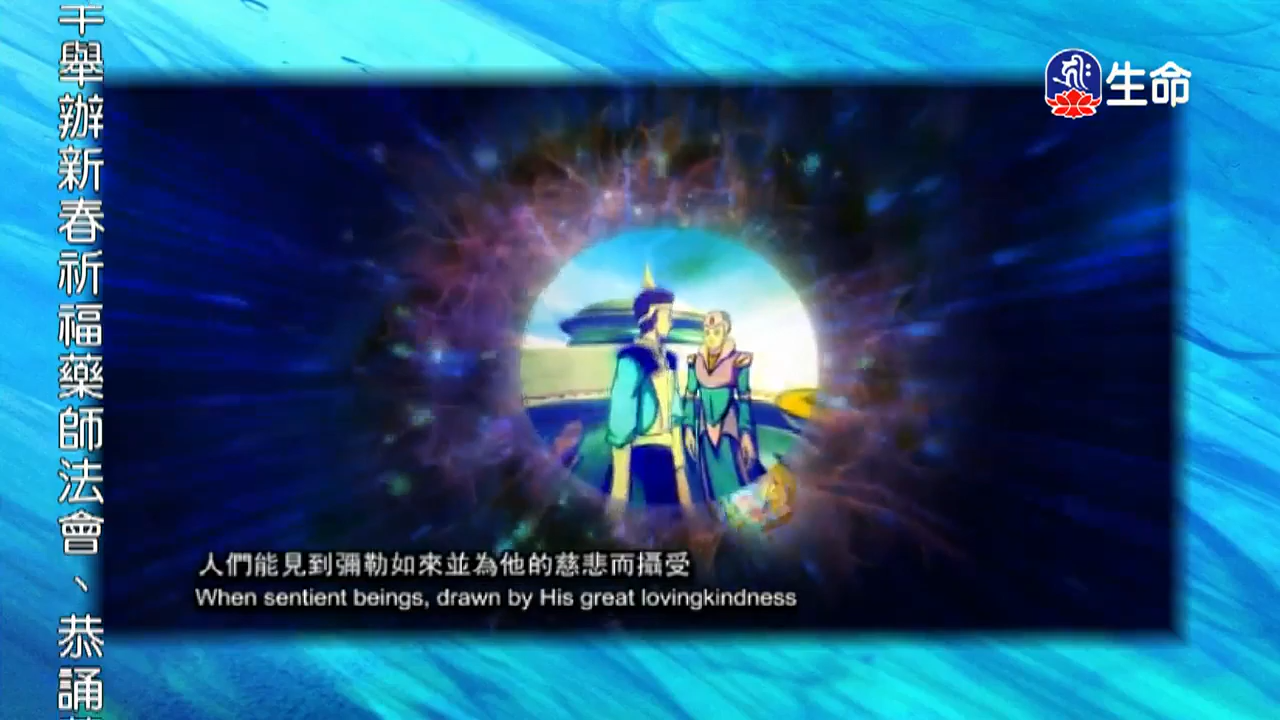 舉辦新春祈福藥師法會、恭誦
生命
人們能見到彌勒如來並為他的慈悲而攝受
When sentient beings, drawn by His great lovingkindness